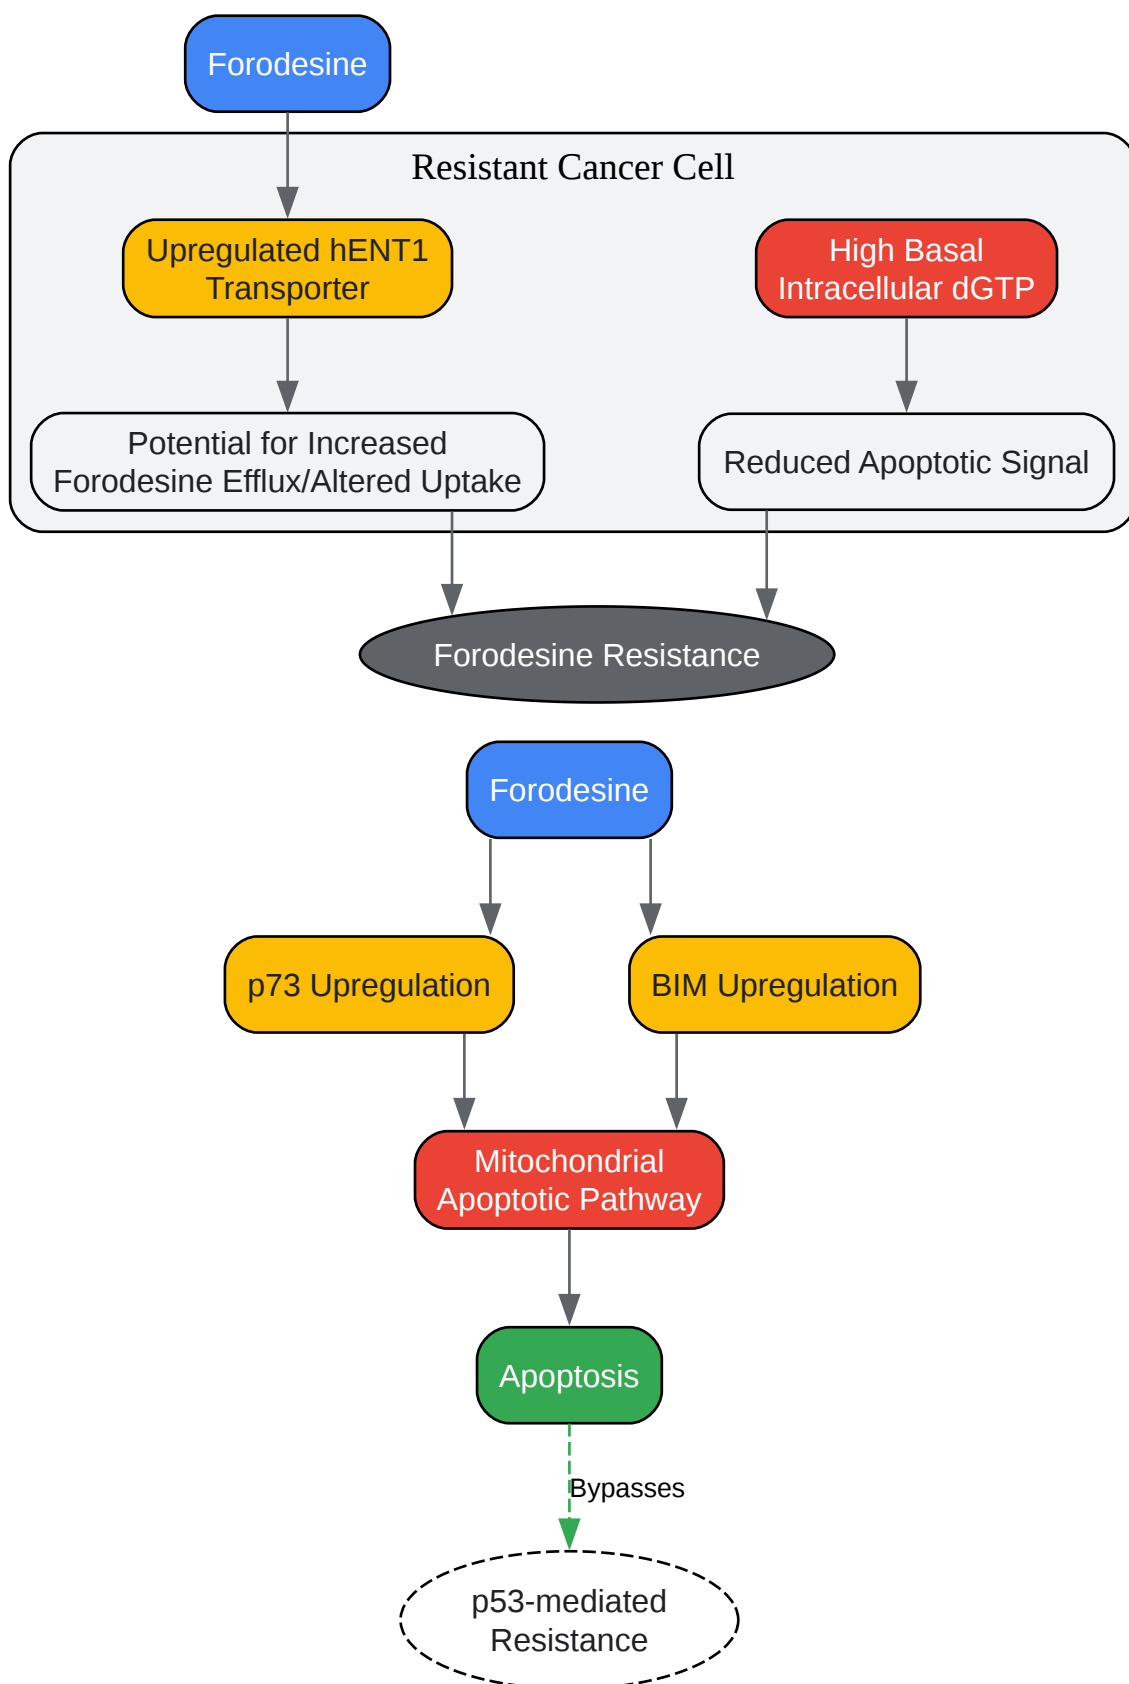 Forodesine
Resistant Cancer Cell
Upregulated hENT1
Transporter
High Basal
Intracellular dGTP
Potential for Increased
Forodesine Efflux/Altered Uptake
Reduced Apoptotic Signal
Forodesine Resistance
Forodesine
p73 Upregulation
BIM Upregulation
Mitochondrial
Apoptotic Pathway
Apoptosis
Bypasses
p53-mediated
Resistance